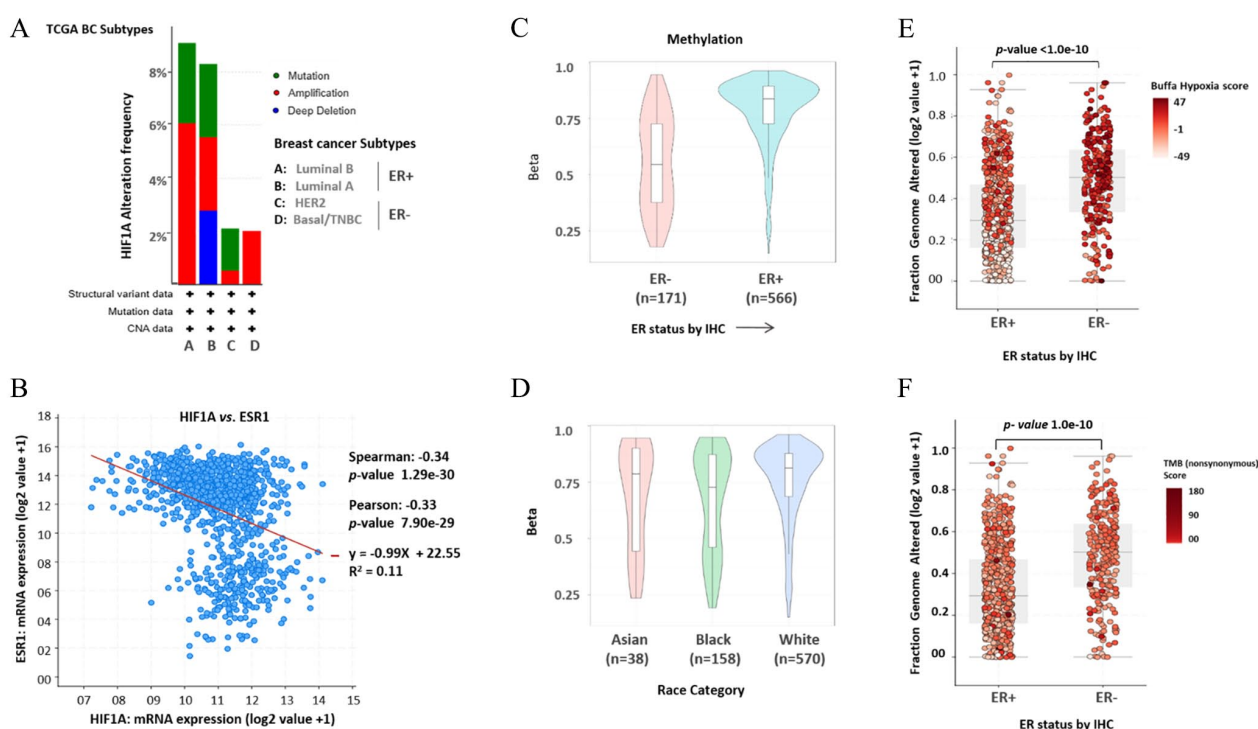 A
TCGA BC Subtypes
HIF1A Alteration frequency
8%
6%
4%
2%
Mutation
Amplification
Deep Deletion
Breast cancer Subtypes
A: Luminal B
B: Luminal A
ER+
C: HER2
D: Basal/TNBC
ER-
Structural variant data + + + +
Mutation data + + + +
CNA data + + + +
A B C D
B
HIF1A vs. ESR1
ESR1: mRNA expression (log2 value +1)
18
16
14
12
10
08
06
04
02
00
07 08 09 10 11 12 13 14 15
HIF1A: mRNA expression (log2 value +1)
Spearman: -0.34
p-value 1.29e-30
Pearson: -0.33
p-value 7.90e-29
y = -0.99X + 22.55
R² = 0.11
C
Methylation
Beta
1.0
0.75
0.5
0.25
ER- ER+
(n=171) (n=566)
ER status by IHC
D
Beta
1.0
0.75
0.5
0.25
Asian Black White
(n=38) (n=158) (n=570)
Race Category
E
p-value <1.0e-10
Fraction Genome Altered (log2 value +1)
1.0
0.8
0.6
0.4
0.2
00
ER+ ER-
ER status by IHC
Buffa Hypoxia score
47
-1
-49
F
p- value 1.0e-10
Fraction Genome Altered (log2 value +1)
1.0
0.8
0.6
0.4
0.2
00
ER+ ER-
ER status by IHC
TMB (nonsynonymous)
Score
180
90
00